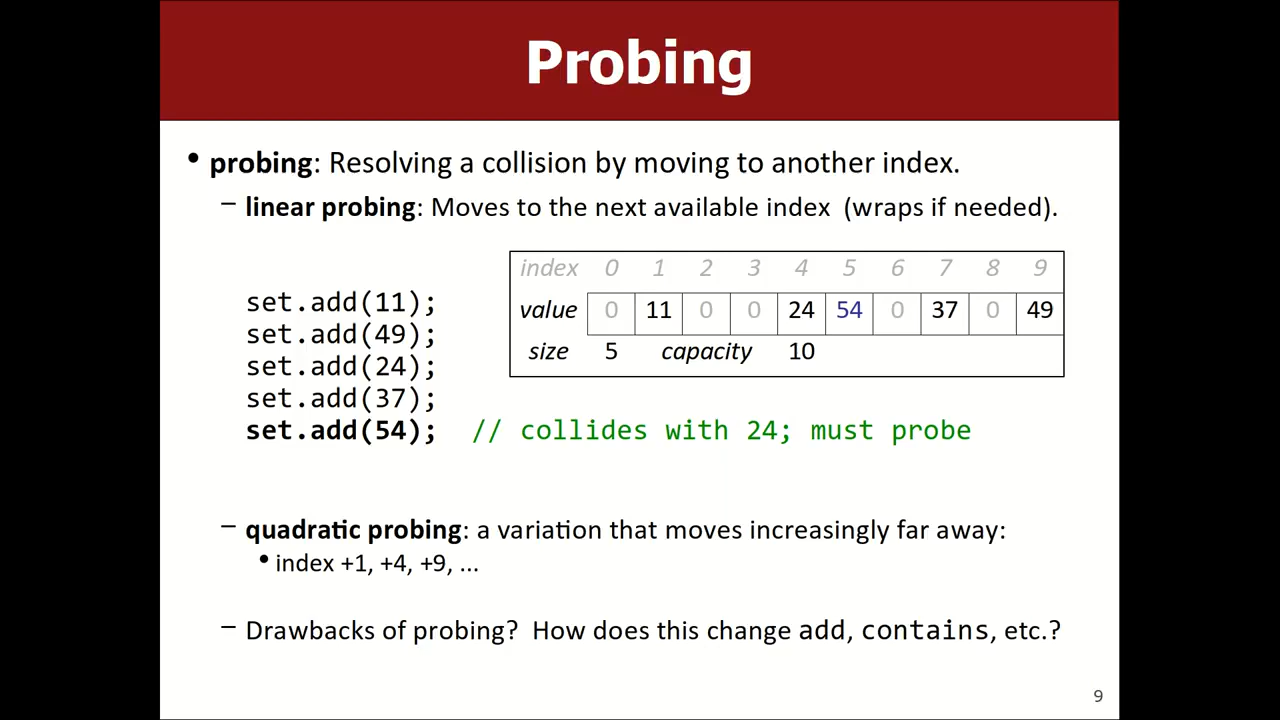 Probing
• probing: Resolving a collision by moving to another index.
– linear probing: Moves to the next available index (wraps if needed).
index 0 1 2 3 4 5 6 7 8 9
value 0 11 0 0 24 54 0 37 0 49
size 5 capacity 10
set.add(11);
set.add(49);
set.add(24);
set.add(37);
set.add(54); // collides with 24; must probe
– quadratic probing: a variation that moves increasingly far away:
• index +1, +4, +9, ...
– Drawbacks of probing? How does this change add, contains, etc.?
9